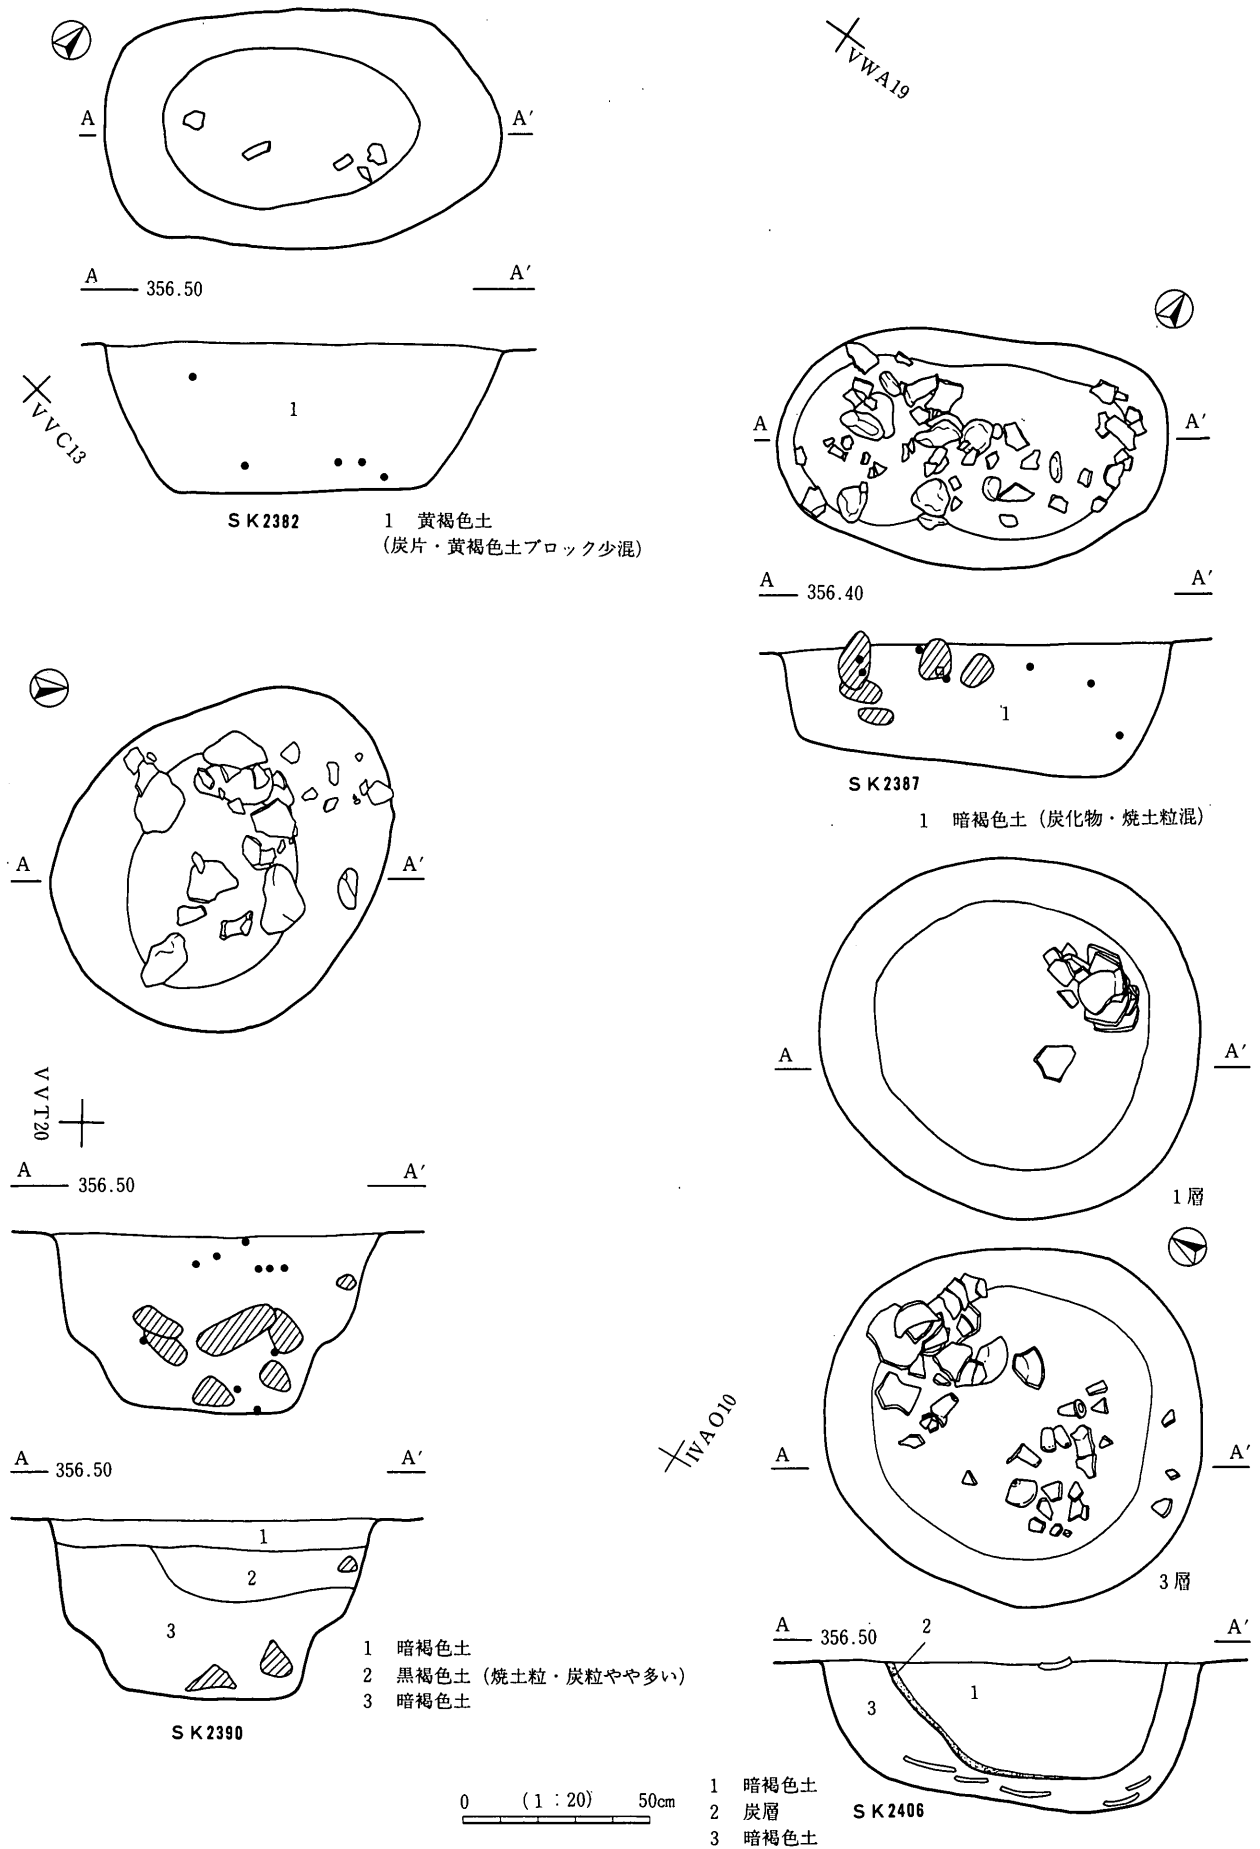 A A′
A 356.50 A′
VVC13
1
SK2382
1 黄褐色土
(炭片・黄褐色土ブロック少混)
VWA19
A A′
A 356.40 A′
1
SK2387
1 暗褐色土 (炭化物・焼土粒混)
A A′
VVT20
A 356.50 A′
A 356.50 A′
1
2
3
1 暗褐色土
2 黒褐色土 (焼土粒・炭粒やや多い)
3 暗褐色土
SK2390
A A′
1層
IVAO10
A A′
3層
A 356.50 2 A′
1
3
1 暗褐色土
2 炭層
3 暗褐色土
SK2406
0 (1:20) 50cm